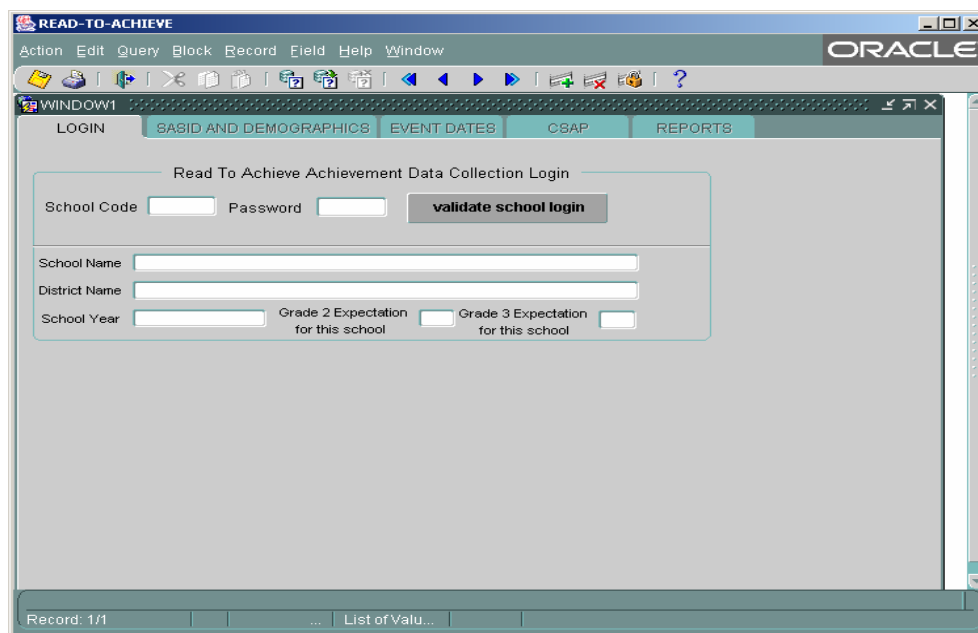 READ-TO-ACHIEVE
Action Edit Query Block Record Field Help Window
ORACLE
WINDOW1
LOGIN SASID AND DEMOGRAPHICS EVENT DATES CSAP REPORTS
Read To Achieve Achievement Data Collection Login
School Code Password validate school login
School Name
District Name
School Year Grade 2 Expectation for this school Grade 3 Expectation for this school
Record: 1/1 ... List of Valu...